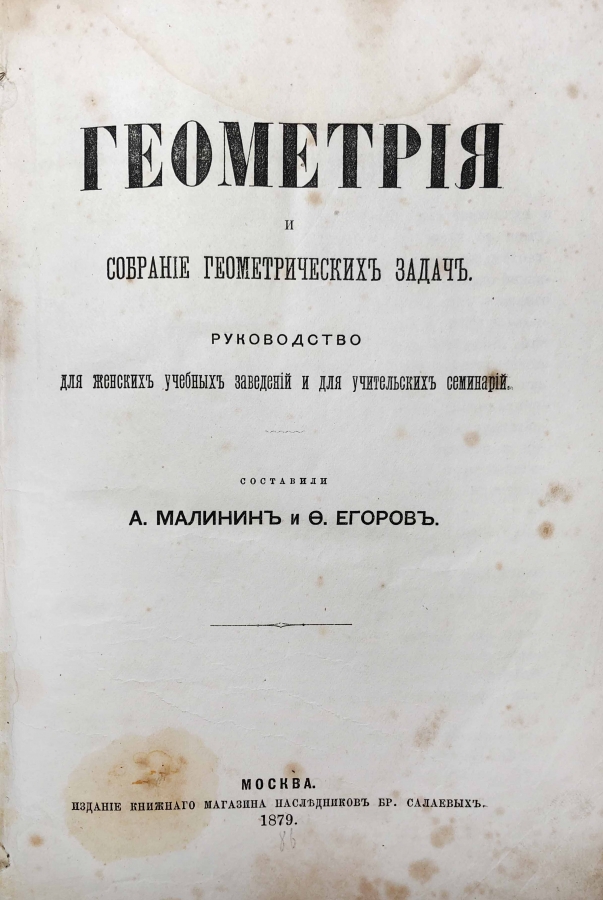 ГЕОМЕТРІЯ
И
СОБРАНІЕ ГЕОМЕТРИЧЕСКИХЪ ЗАДАЧЪ.
РУКОВОДСТВО
ДЛЯ ЖЕНСКИХЪ УЧЕБНЫХЪ ЗАВЕДЕНІЙ И ДЛЯ УЧИТЕЛЬСКИХЪ СЕМИНАРІЙ.
СОСТАВИЛИ
А. МАЛИНИНЪ и Ѳ. ЕГОРОВЪ.
МОСКВА.
ИЗДАНІЕ КНИЖНАГО МАГАЗИНА НАСЛѢДНИКОВЪ БР. САЛАЕВЫХЪ.
1879.